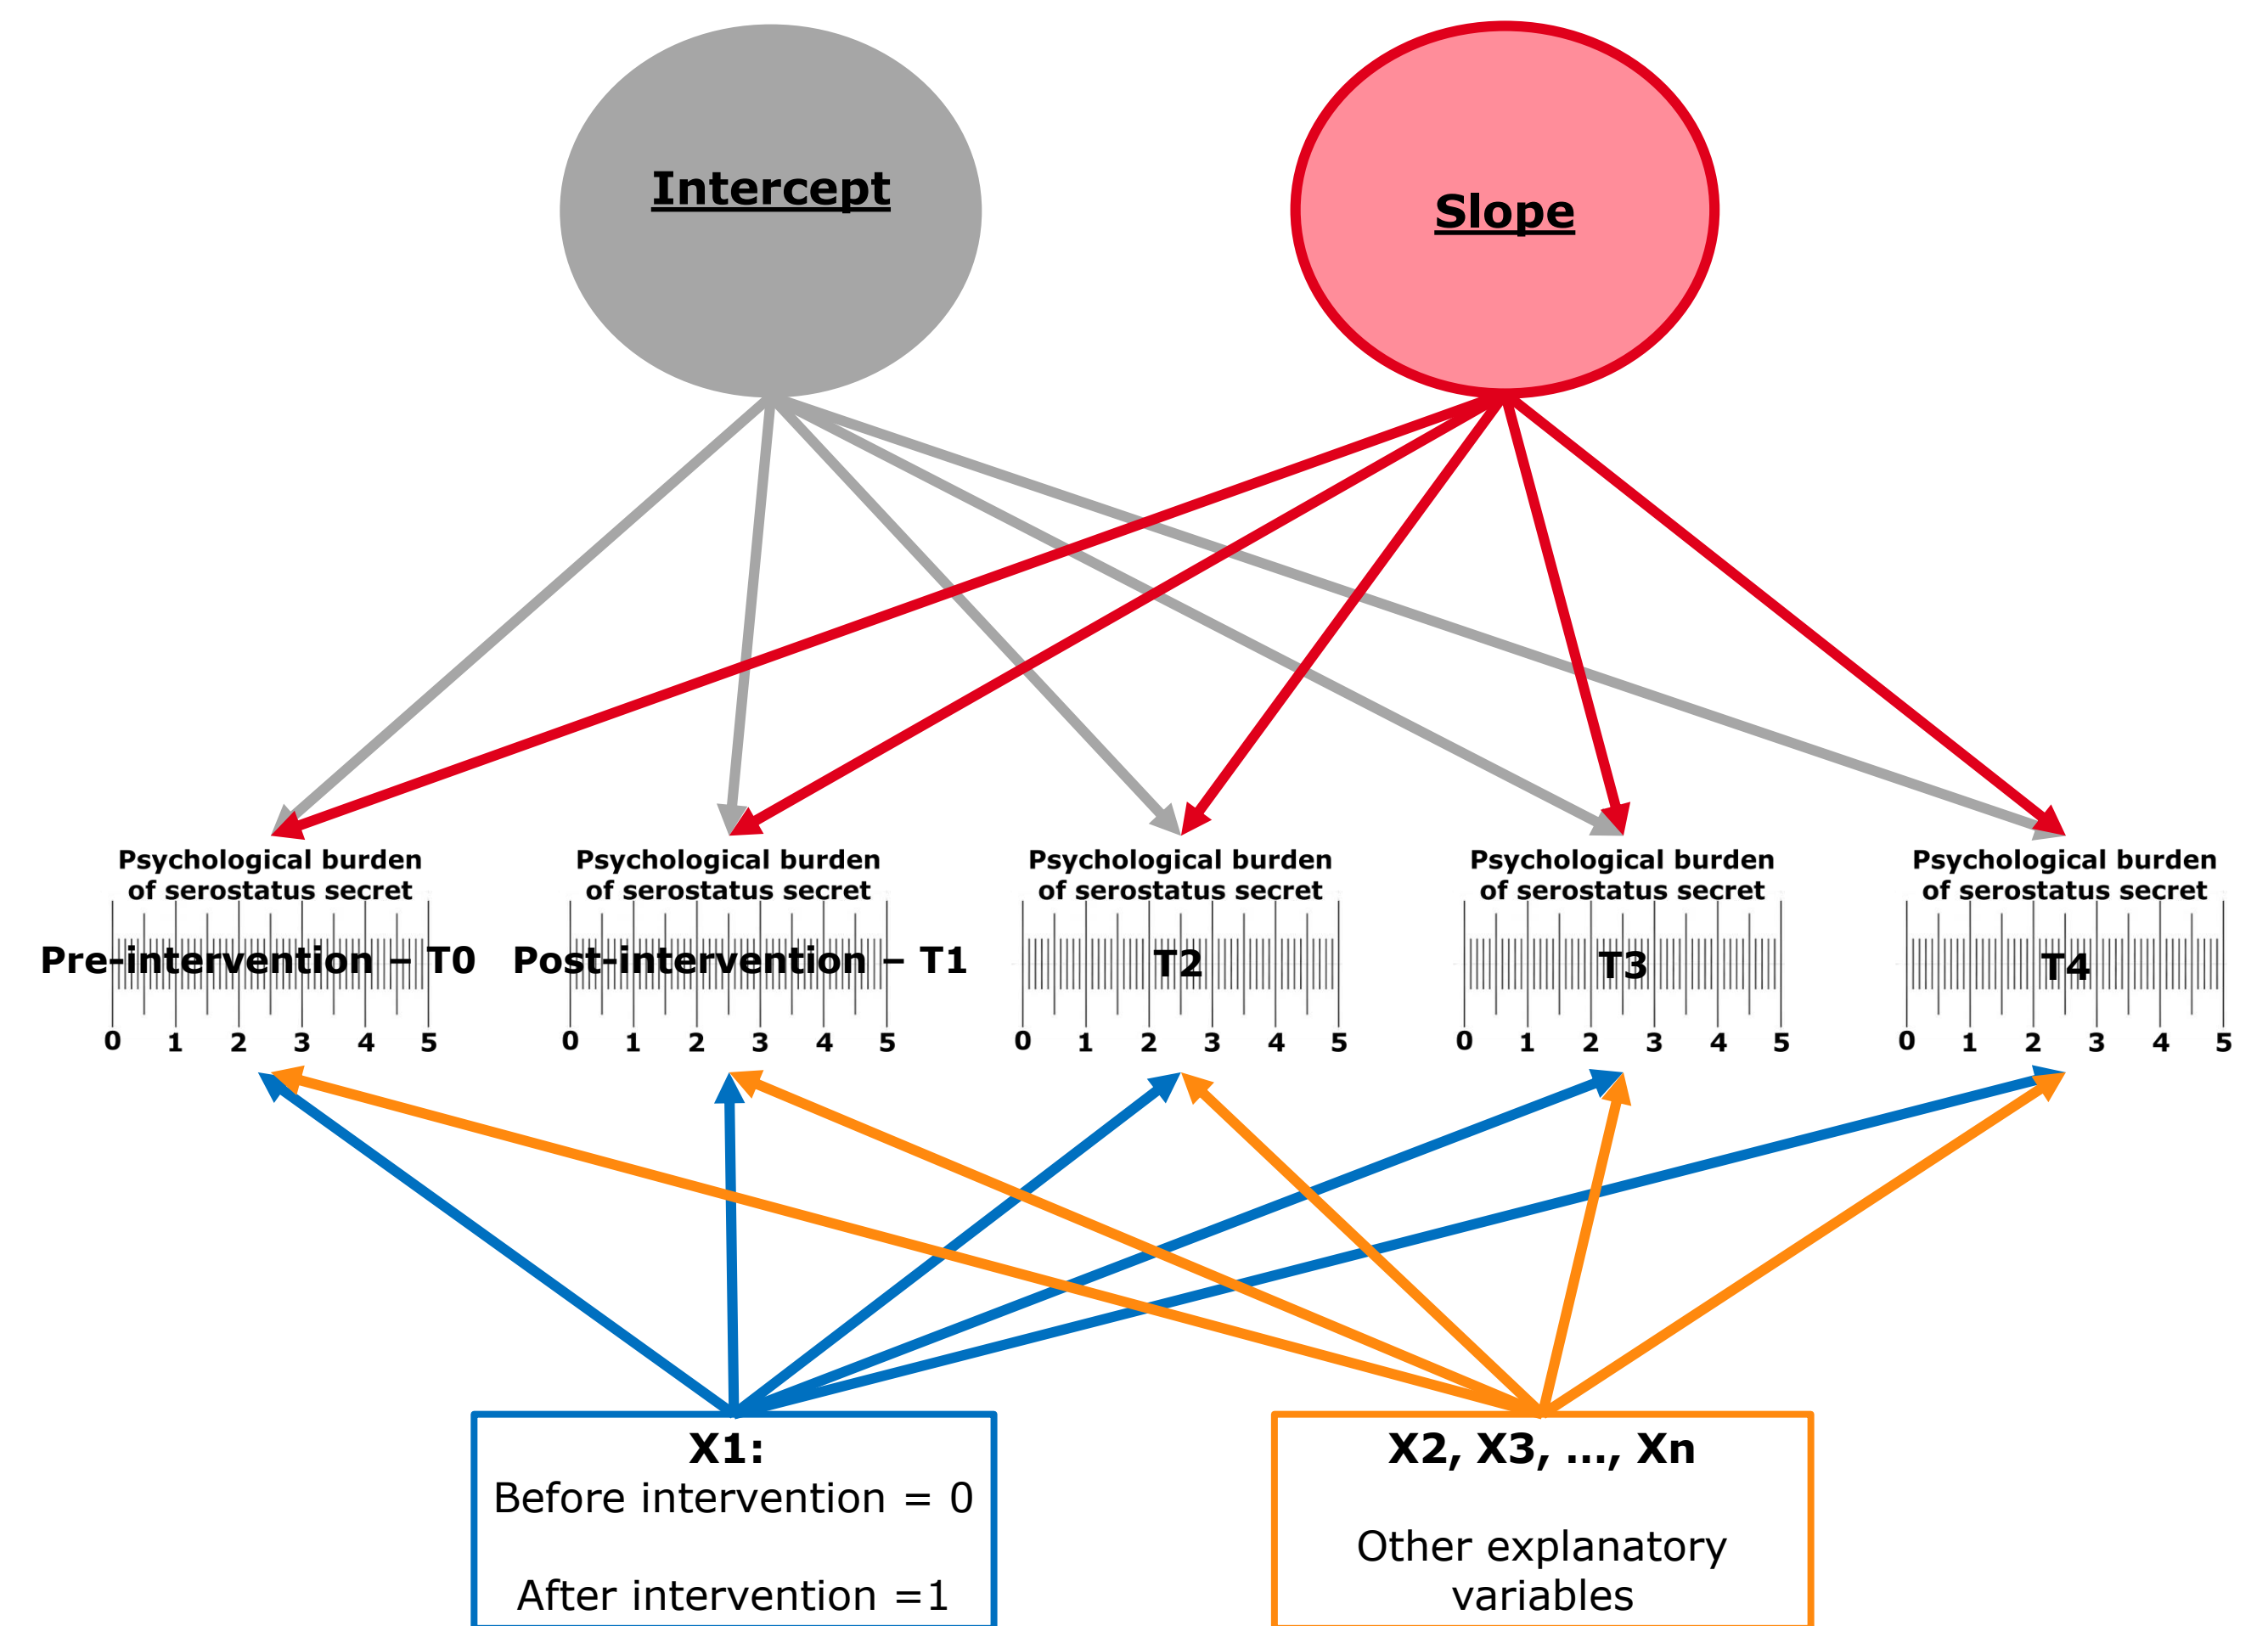 Intercept
Slope
Psychological burden
of serostatus secret
Pre-intervention – T0
0 1 2 3 4 5
Psychological burden
of serostatus secret
Post-intervention – T1
0 1 2 3 4 5
Psychological burden
of serostatus secret
T2
0 1 2 3 4 5
Psychological burden
of serostatus secret
T3
0 1 2 3 4 5
Psychological burden
of serostatus secret
T4
0 1 2 3 4 5
X1:
Before intervention = 0
After intervention =1
X2, X3, ..., Xn
Other explanatory
variables